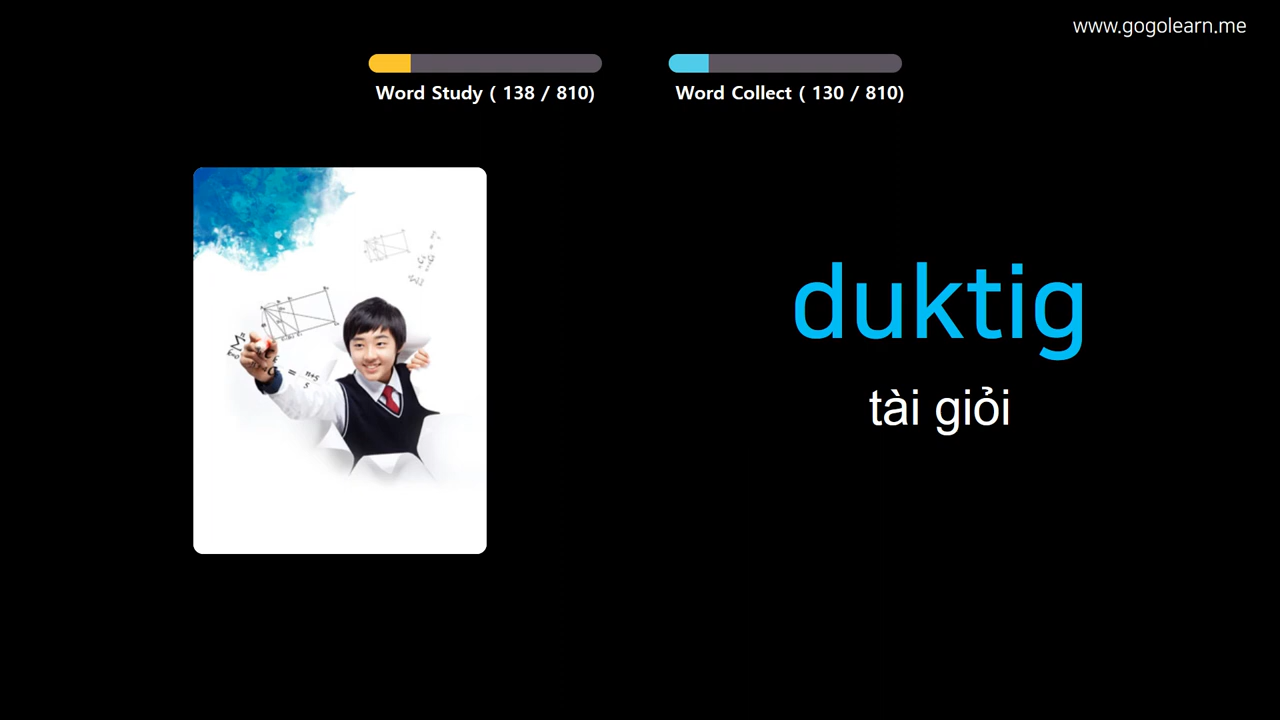 www.gogolearn.me
Word Study ( 138 / 810)
Word Collect ( 130 / 810)
duktig
tài giỏi